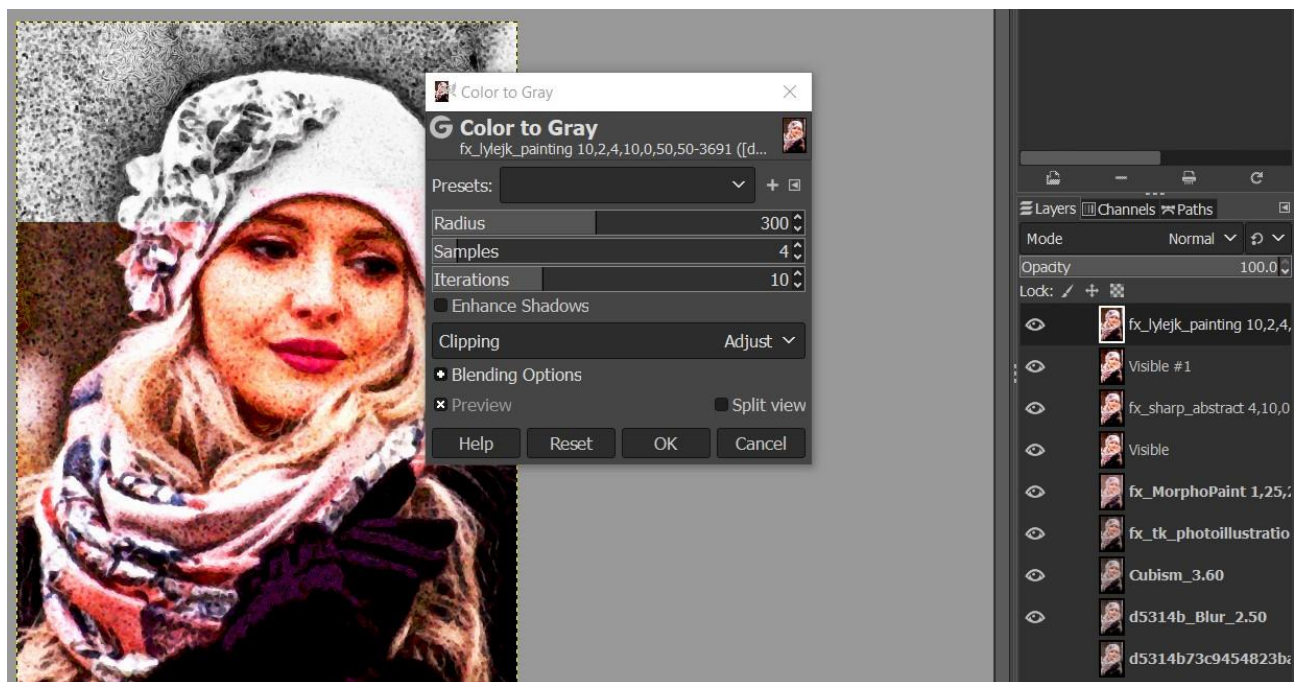 Color to Gray
Color to Gray
fx_lylejk_painting 10,2,4,10,0,50,50-3691 ([d...
Presets:
Radius 300
Samples 4
Iterations 10
Enhance Shadows
Clipping Adjust
Blending Options
Preview Split view
Help Reset OK Cancel
Layers Channels Paths
Mode Normal
Opacity 100.0
Lock:
fx_lylejk_painting 10,2,4,
Visible #1
fx_sharp_abstract 4,10,0
Visible
fx_MorphoPaint 1,25,2
fx_tk_photoillustratio
Cubism_3.60
d5314b_Blur_2.50
d5314b73c9454823ba